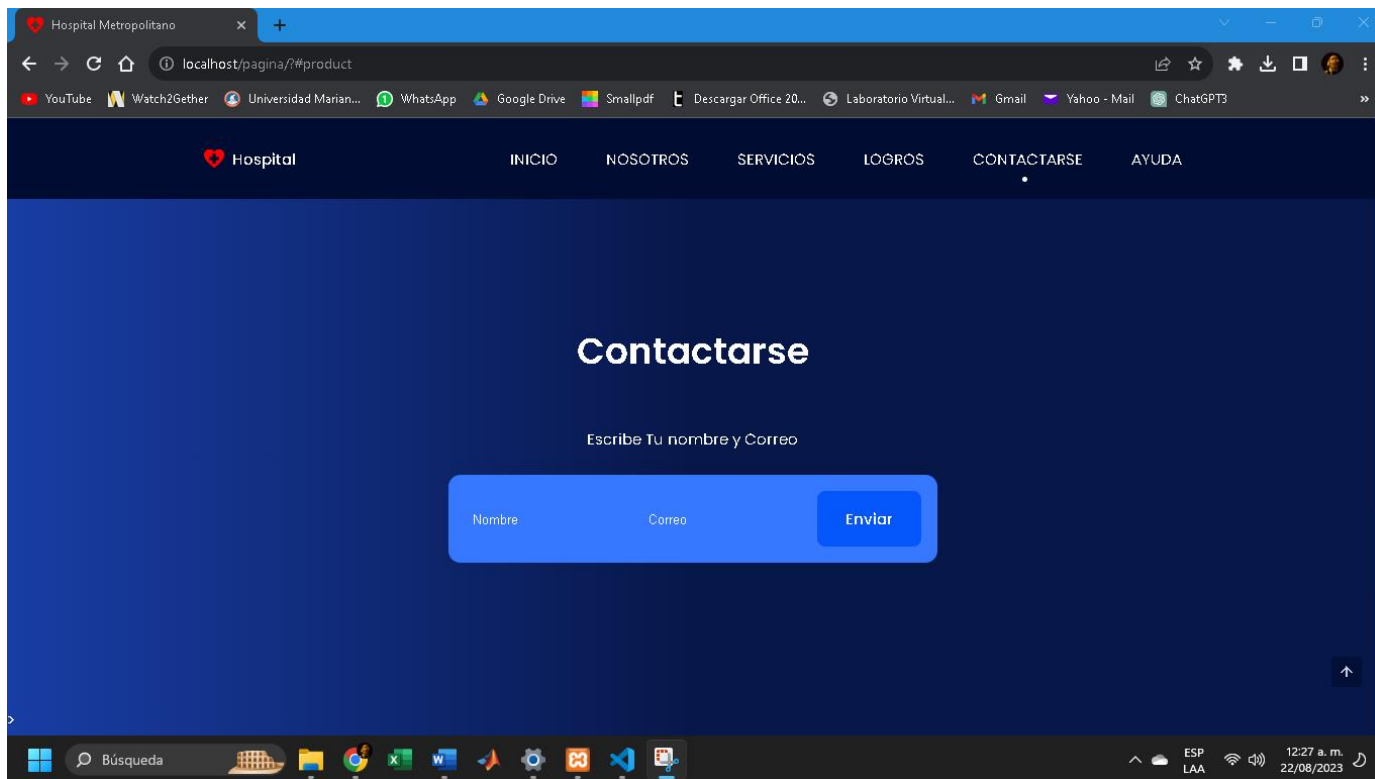 Hospital Metropolitano
localhost/pagina/?#product
YouTube Watch2Gether Universidad Marian... WhatsApp Google Drive Smallpdf Descargar Office 20... Laboratorio Virtual... Gmail Yahoo - Mail ChatGPT3 »
Hospital INICIO NOSOTROS SERVICIOS LOGROS CONTACTARSE AYUDA
Contactarse
Escribe Tu nombre y Correo
Nombre Correo Enviar
>
Búsqueda ESP 12:27 a. m.
LAA 22/08/2023